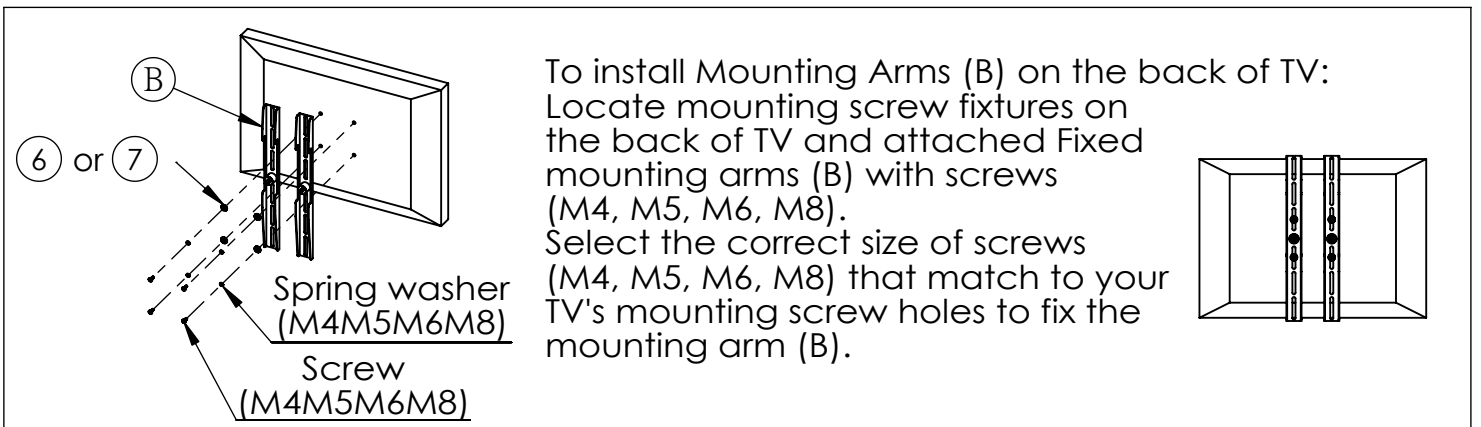 B
6 or 7
Spring washer
(M4M5M6M8)
Screw
(M4M5M6M8)
To install Mounting Arms (B) on the back of TV:
Locate mounting screw fixtures on
the back of TV and attached Fixed
mounting arms (B) with screws
(M4, M5, M6, M8).
Select the correct size of screws
(M4, M5, M6, M8) that match to your
TV's mounting screw holes to fix the
mounting arm (B).